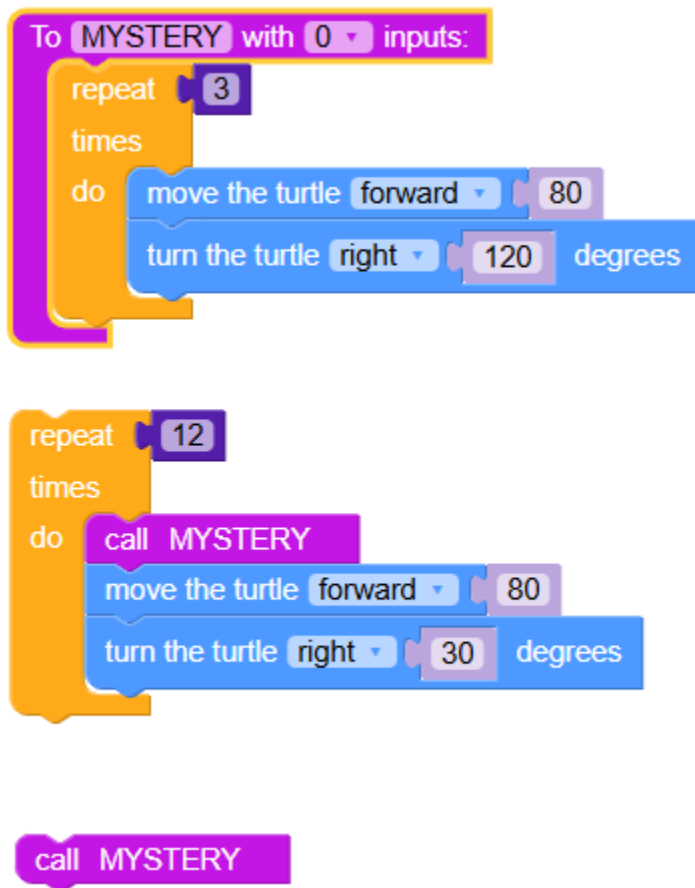 To MYSTERY with 0 inputs:
repeat 3
times
do move the turtle forward 80
turn the turtle right 120 degrees
repeat 12
times
do call MYSTERY
move the turtle forward 80
turn the turtle right 30 degrees
call MYSTERY